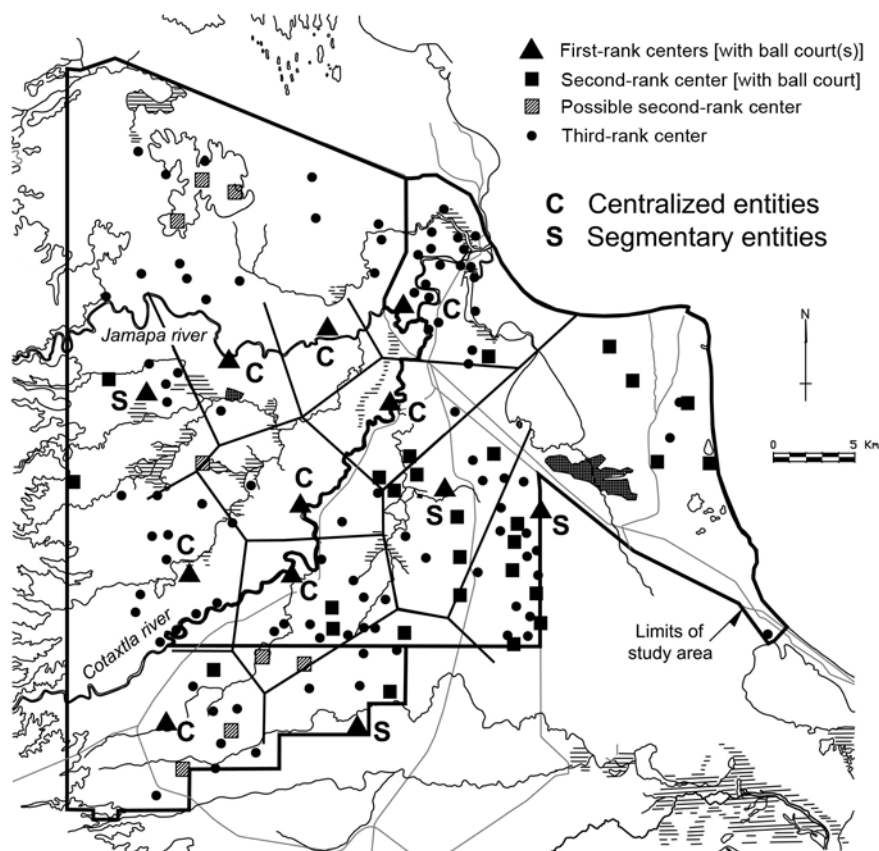 First-rank centers [with ball court(s)]
Second-rank center [with ball court]
Possible second-rank center
Third-rank center
C Centralized entities
S Segmentary entities
N
Jamapa river
C
C
C
S
C
5 Km
0
C
S
S
C
C
Cotaxtla river
Limits of
study area
C
S